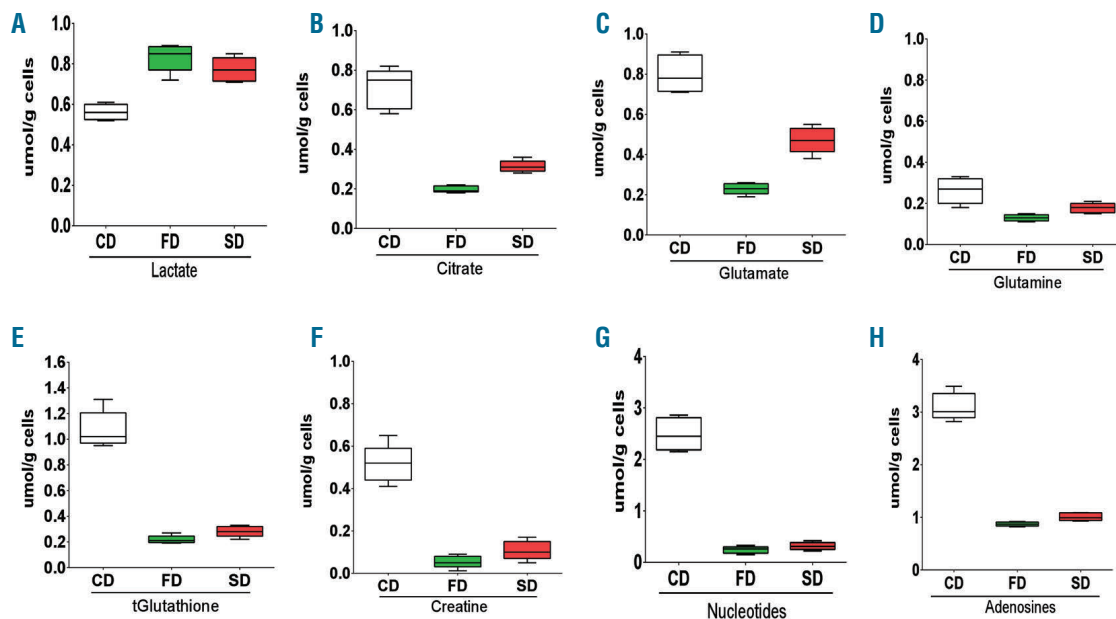 A
umol/g cells
1.0
0.8
0.6
0.4
0.2
0.0
CD FD SD
Lactate
B
umol/g cells
1.0
0.8
0.6
0.4
0.2
0.0
CD FD SD
Citrate
C
umol/g cells
1.0
0.8
0.6
0.4
0.2
0.0
CD FD SD
Glutamate
D
umol/g cells
1.0
0.8
0.6
0.4
0.2
0.0
CD FD SD
Glutamine
E
umol/g cells
1.6
1.4
1.2
1.0
0.8
0.6
0.4
0.2
0.0
CD FD SD
tGlutathione
F
umol/g cells
1.0
0.8
0.6
0.4
0.2
0.0
CD FD SD
Creatine
G
umol/g cells
4
3
2
1
0
CD FD SD
Nucleotides
H
umol/g cells
4
3
2
1
0
CD FD SD
Adenosines